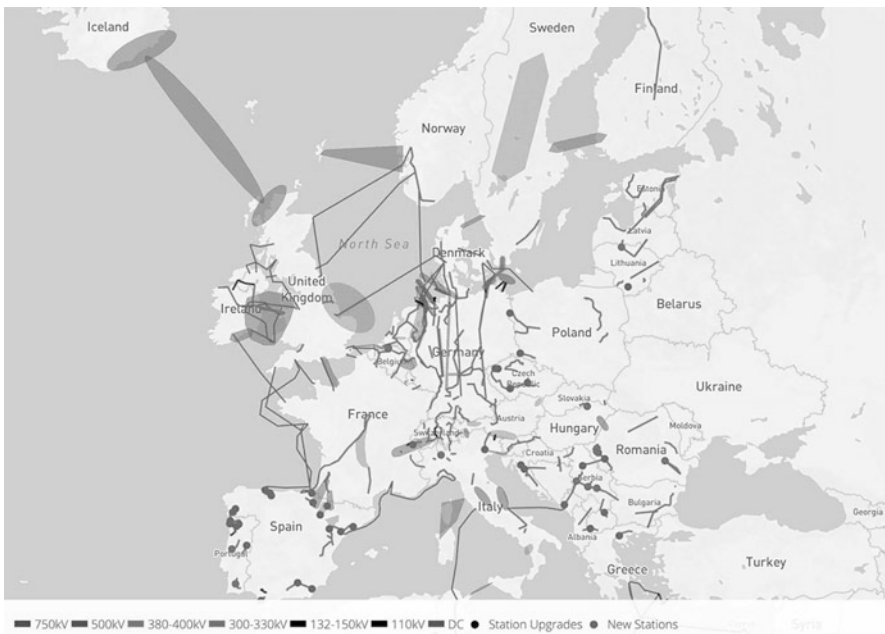 Iceland
Sweden
Finland
Norway
Estonia
North Sea
Latvia
Denmark
Lithuania
United
Kingdom
Ireland
Belarus
Poland
Germany
Belgium
Czech
Republic
Ukraine
Slovakia
France
Austria
Switzerland
Hungary
Moldova
Romania
Croatia
Serbia
Italy
Bulgaria
Georgia
Spain
Portugal
Albania
Turkey
Greece
Syria
750kV 500kV 380-400kV 300-330kV 132-150kV 110kV DC Station Upgrades New Stations